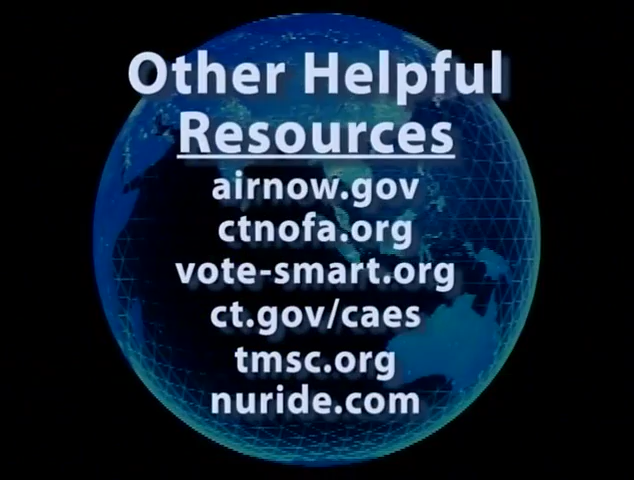 Other Helpful
Resources
airnow.gov
ctnofa.org
vote-smart.org
ct.gov/caes
tmsc.org
nuride.com